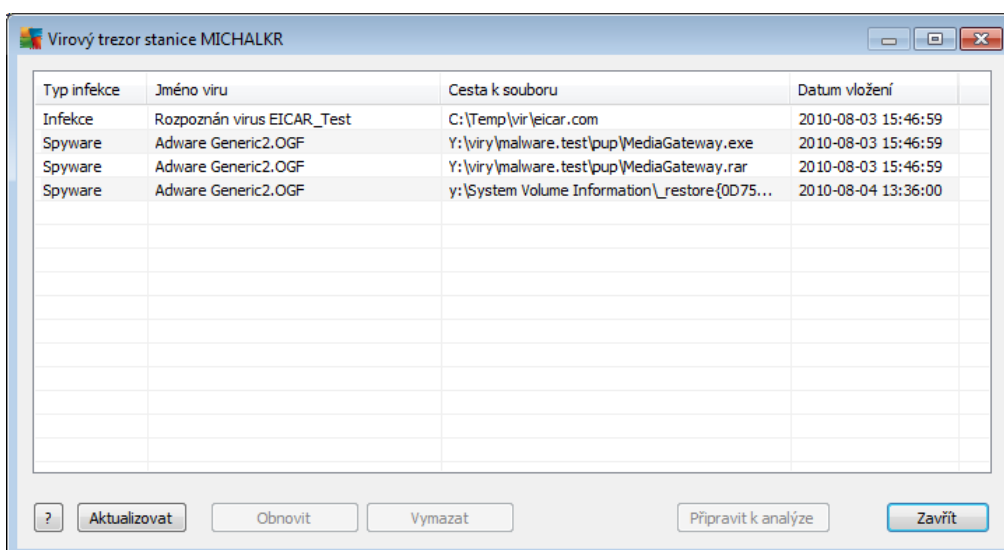 Virový trezor stanice MICHALKR
Typ infekce Jméno viru Cesta k souboru Datum vložení
Infekce Rozpoznán virus EICAR_Test C:\Temp\vir\eicar.com 2010-08-03 15:46:59
Spyware Adware Generic2.OGF Y:\viry\malware.test\pup\MediaGateway.exe 2010-08-03 15:46:59
Spyware Adware Generic2.OGF Y:\viry\malware.test\pup\MediaGateway.rar 2010-08-03 15:46:59
Spyware Adware Generic2.OGF y:\System Volume Information\_restore{0D75... 2010-08-04 13:36:00
? Aktualizovat Obnovit Vymazat Připravit k analýze Zavřít